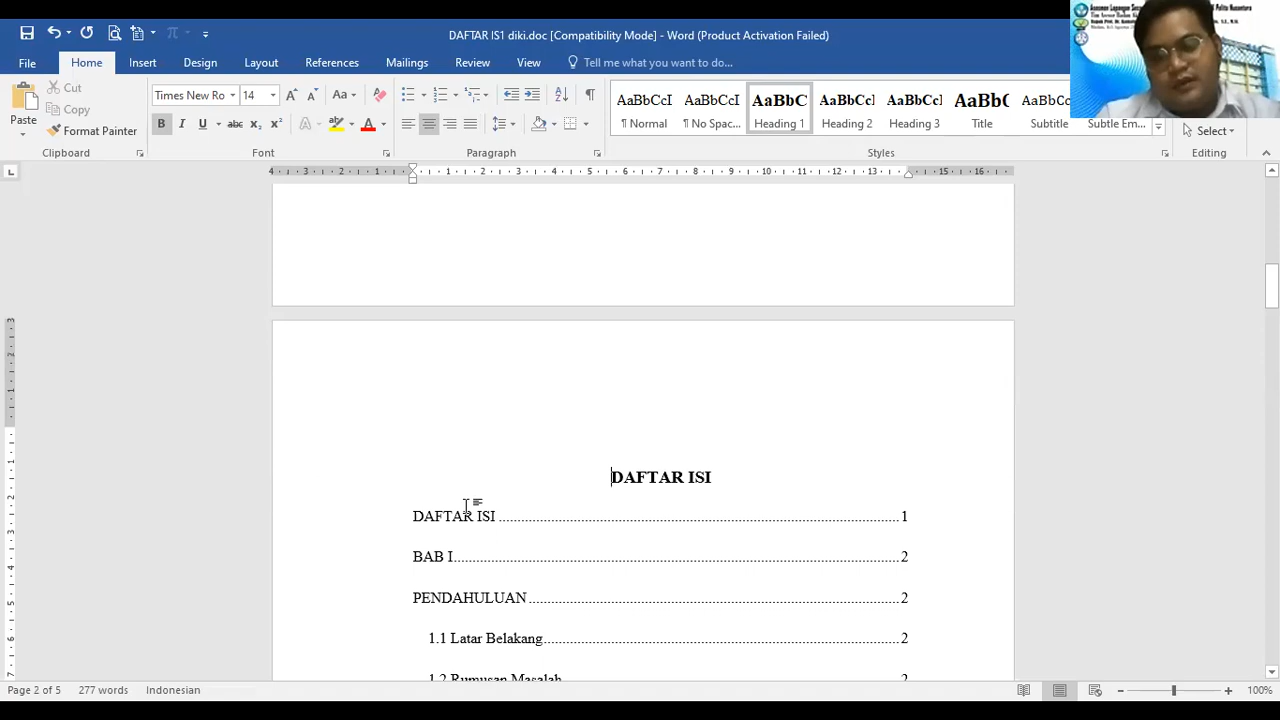 DAFTAR IS1 diki.doc [Compatibility Mode] - Word (Product Activation Failed)
File Home Insert Design Layout References Mailings Review View Tell me what you want to do...
Paste
Cut
Copy
Format Painter
Clipboard
Times New Ro 14
Font
Paragraph
AaBbCcI AaBbCcI AaBbC AaBbCcI AaBbCcI AaBbC
¶ Normal ¶ No Spac... Heading 1 Heading 2 Heading 3 Title Subtitle Subtle Em...
Styles
Select
Editing
DAFTAR ISI
DAFTAR ISI 1
BAB I 2
PENDAHULUAN 2
1.1 Latar Belakang 2
1.2 Rumusan Masalah 2
Page 2 of 5 277 words Indonesian 100%